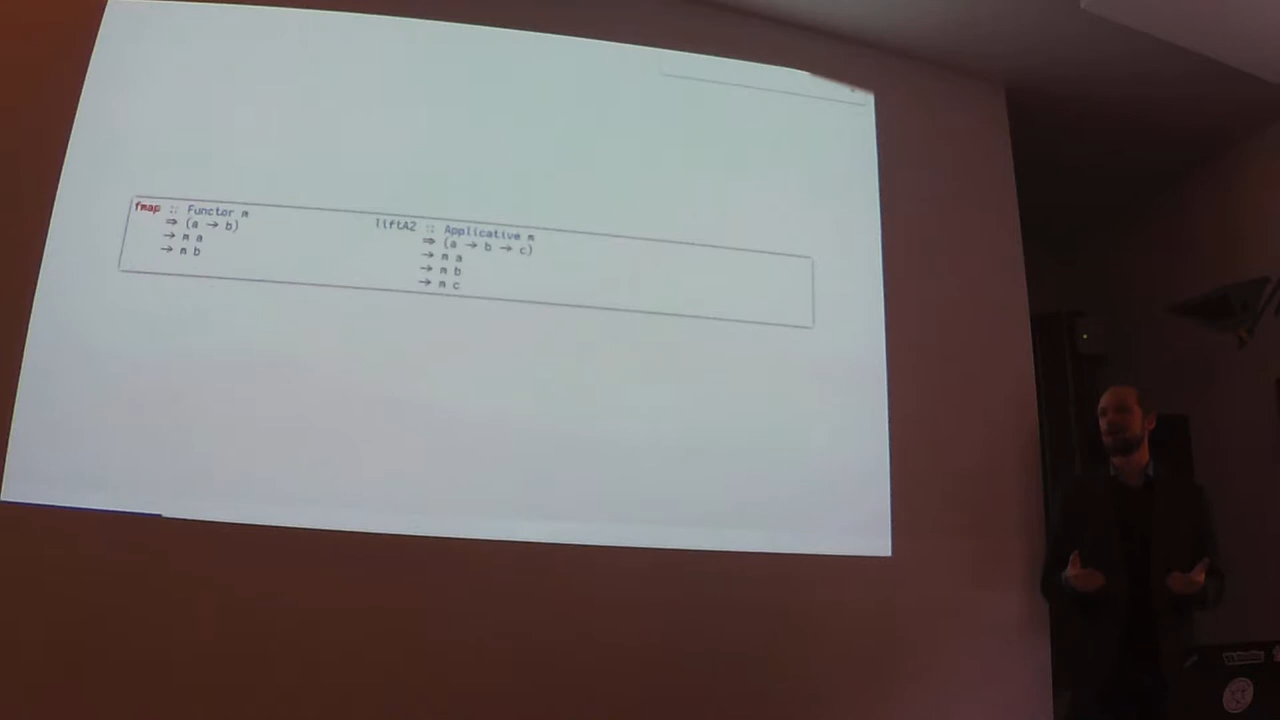 fmap :: Functor m
⇒ (a → b)
→ m a
→ m b
liftA2 :: Applicative m
⇒ (a → b → c)
→ m a
→ m b
→ m c